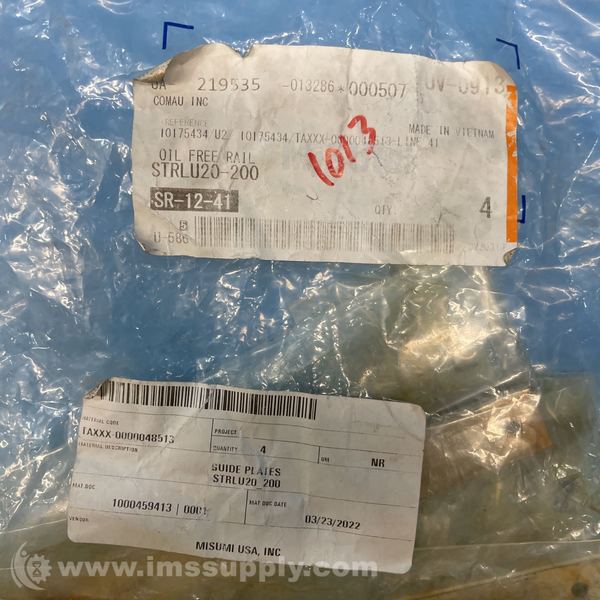 219535 -013286*000507
COMAU INC
REFERENCE
MADE IN VIETNAM
10175434/U2/ 10175434/TAXXX-0000048513-LINE 41
OIL FREE RAIL
STRLU20-200
1013
SR-12-41
QTY 4
5
U-586
MATERIAL CODE
TAXXX-0000048513
PROJECT
MATERIAL DESCRIPTION
QUANTITY 4
UM NR
GUIDE PLATES
STRLU20_200
MAT.DOC
1000459413 | 0001
MAT.DOC DATE
03/23/2022
VENDOR
MISUMI USA, INC
www.imssupply.com